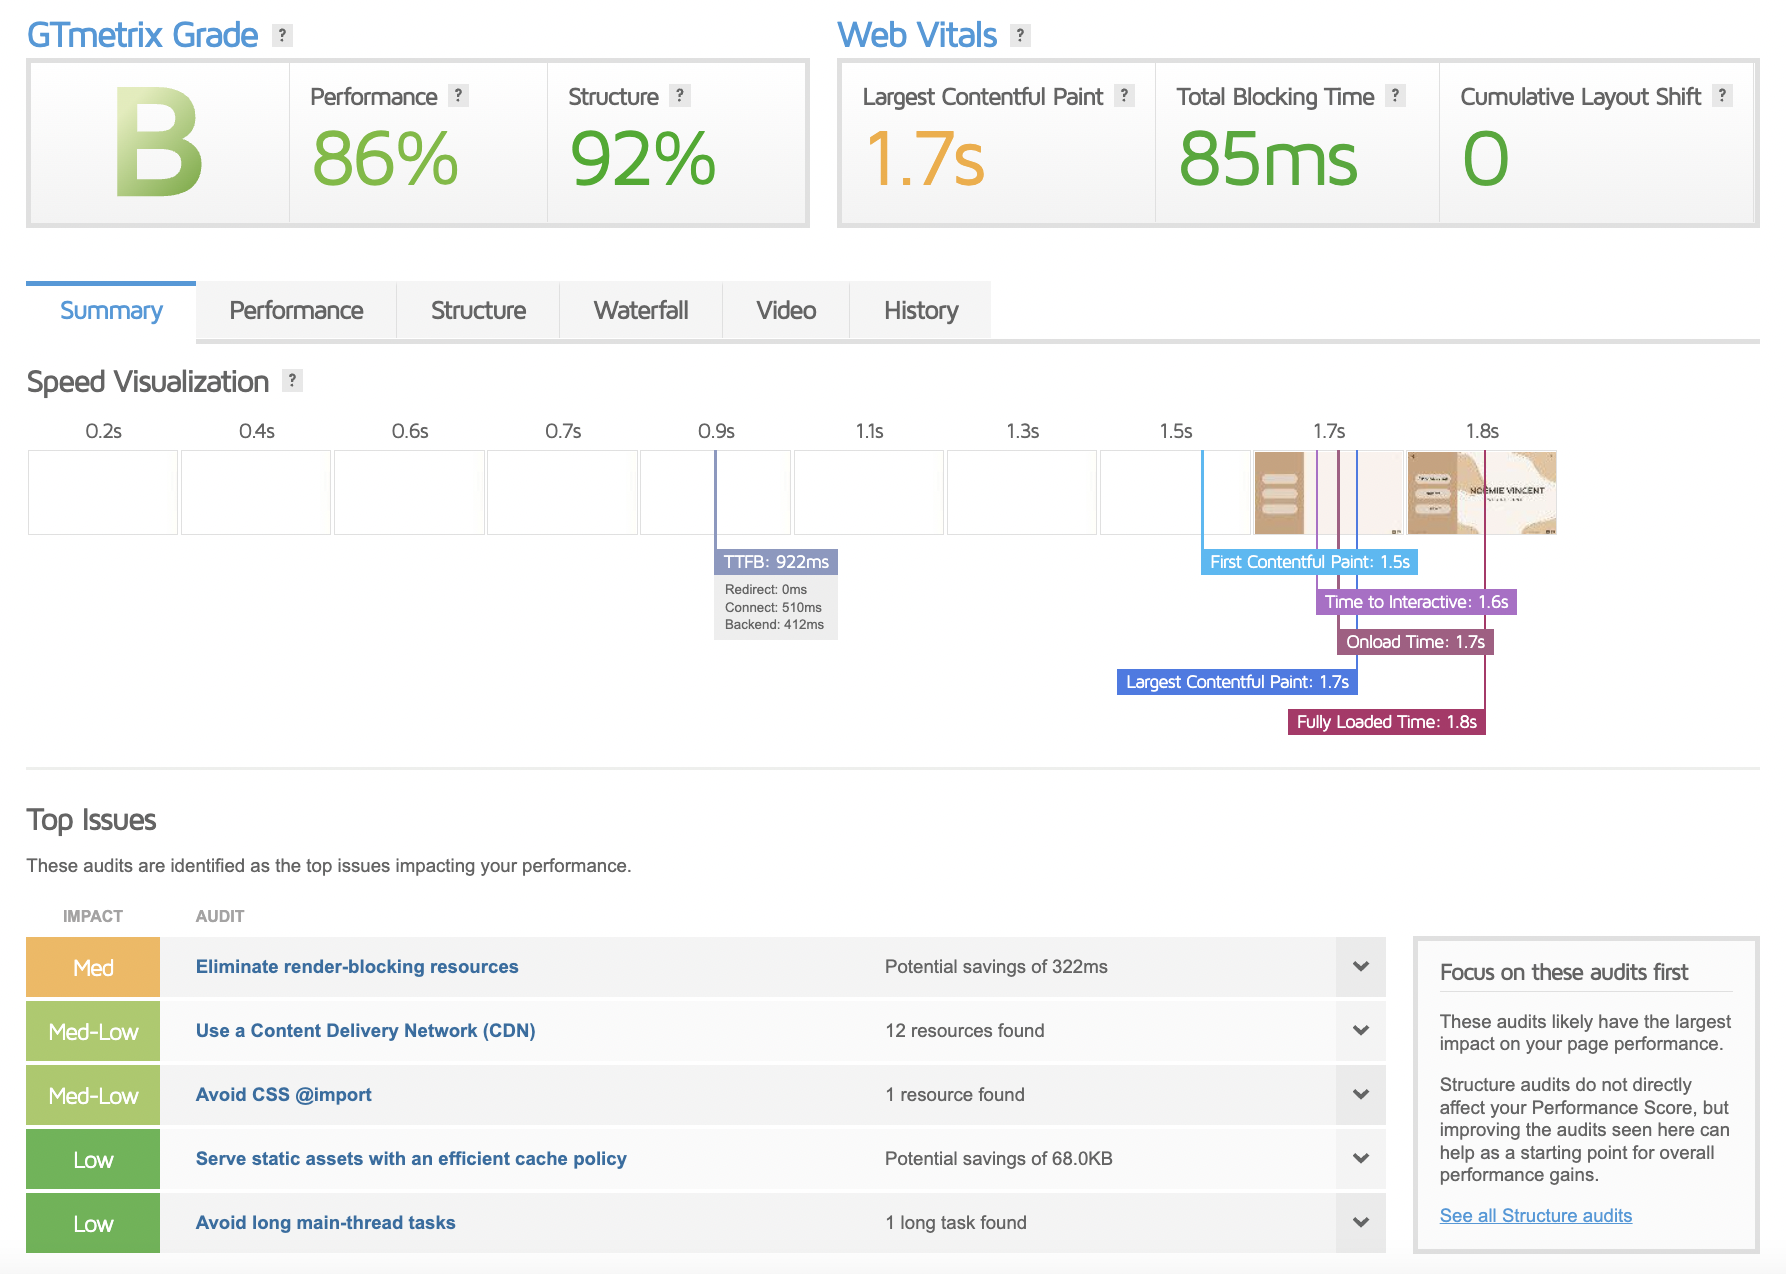 GTmetrix Grade ?
Web Vitals ?
B
Performance ?
86%
Structure ?
92%
Largest Contentful Paint ?
1.7s
Total Blocking Time ?
85ms
Cumulative Layout Shift ?
0
Summary Performance Structure Waterfall Video History
Speed Visualization ?
0.2s 0.4s 0.6s 0.7s 0.9s 1.1s 1.3s 1.5s 1.7s 1.8s
NOÉMIE VINCENT
TTFB: 922ms
Redirect: 0ms
Connect: 510ms
Backend: 412ms
First Contentful Paint: 1.5s
Time to Interactive: 1.6s
Onload Time: 1.7s
Largest Contentful Paint: 1.7s
Fully Loaded Time: 1.8s
Top Issues
These audits are identified as the top issues impacting your performance.
IMPACT AUDIT
Med Eliminate render-blocking resources Potential savings of 322ms
Med-Low Use a Content Delivery Network (CDN) 12 resources found
Med-Low Avoid CSS @import 1 resource found
Low Serve static assets with an efficient cache policy Potential savings of 68.0KB
Low Avoid long main-thread tasks 1 long task found
Focus on these audits first
These audits likely have the largest
impact on your page performance.
Structure audits do not directly
affect your Performance Score, but
improving the audits seen here can
help as a starting point for overall
performance gains.
See all Structure audits